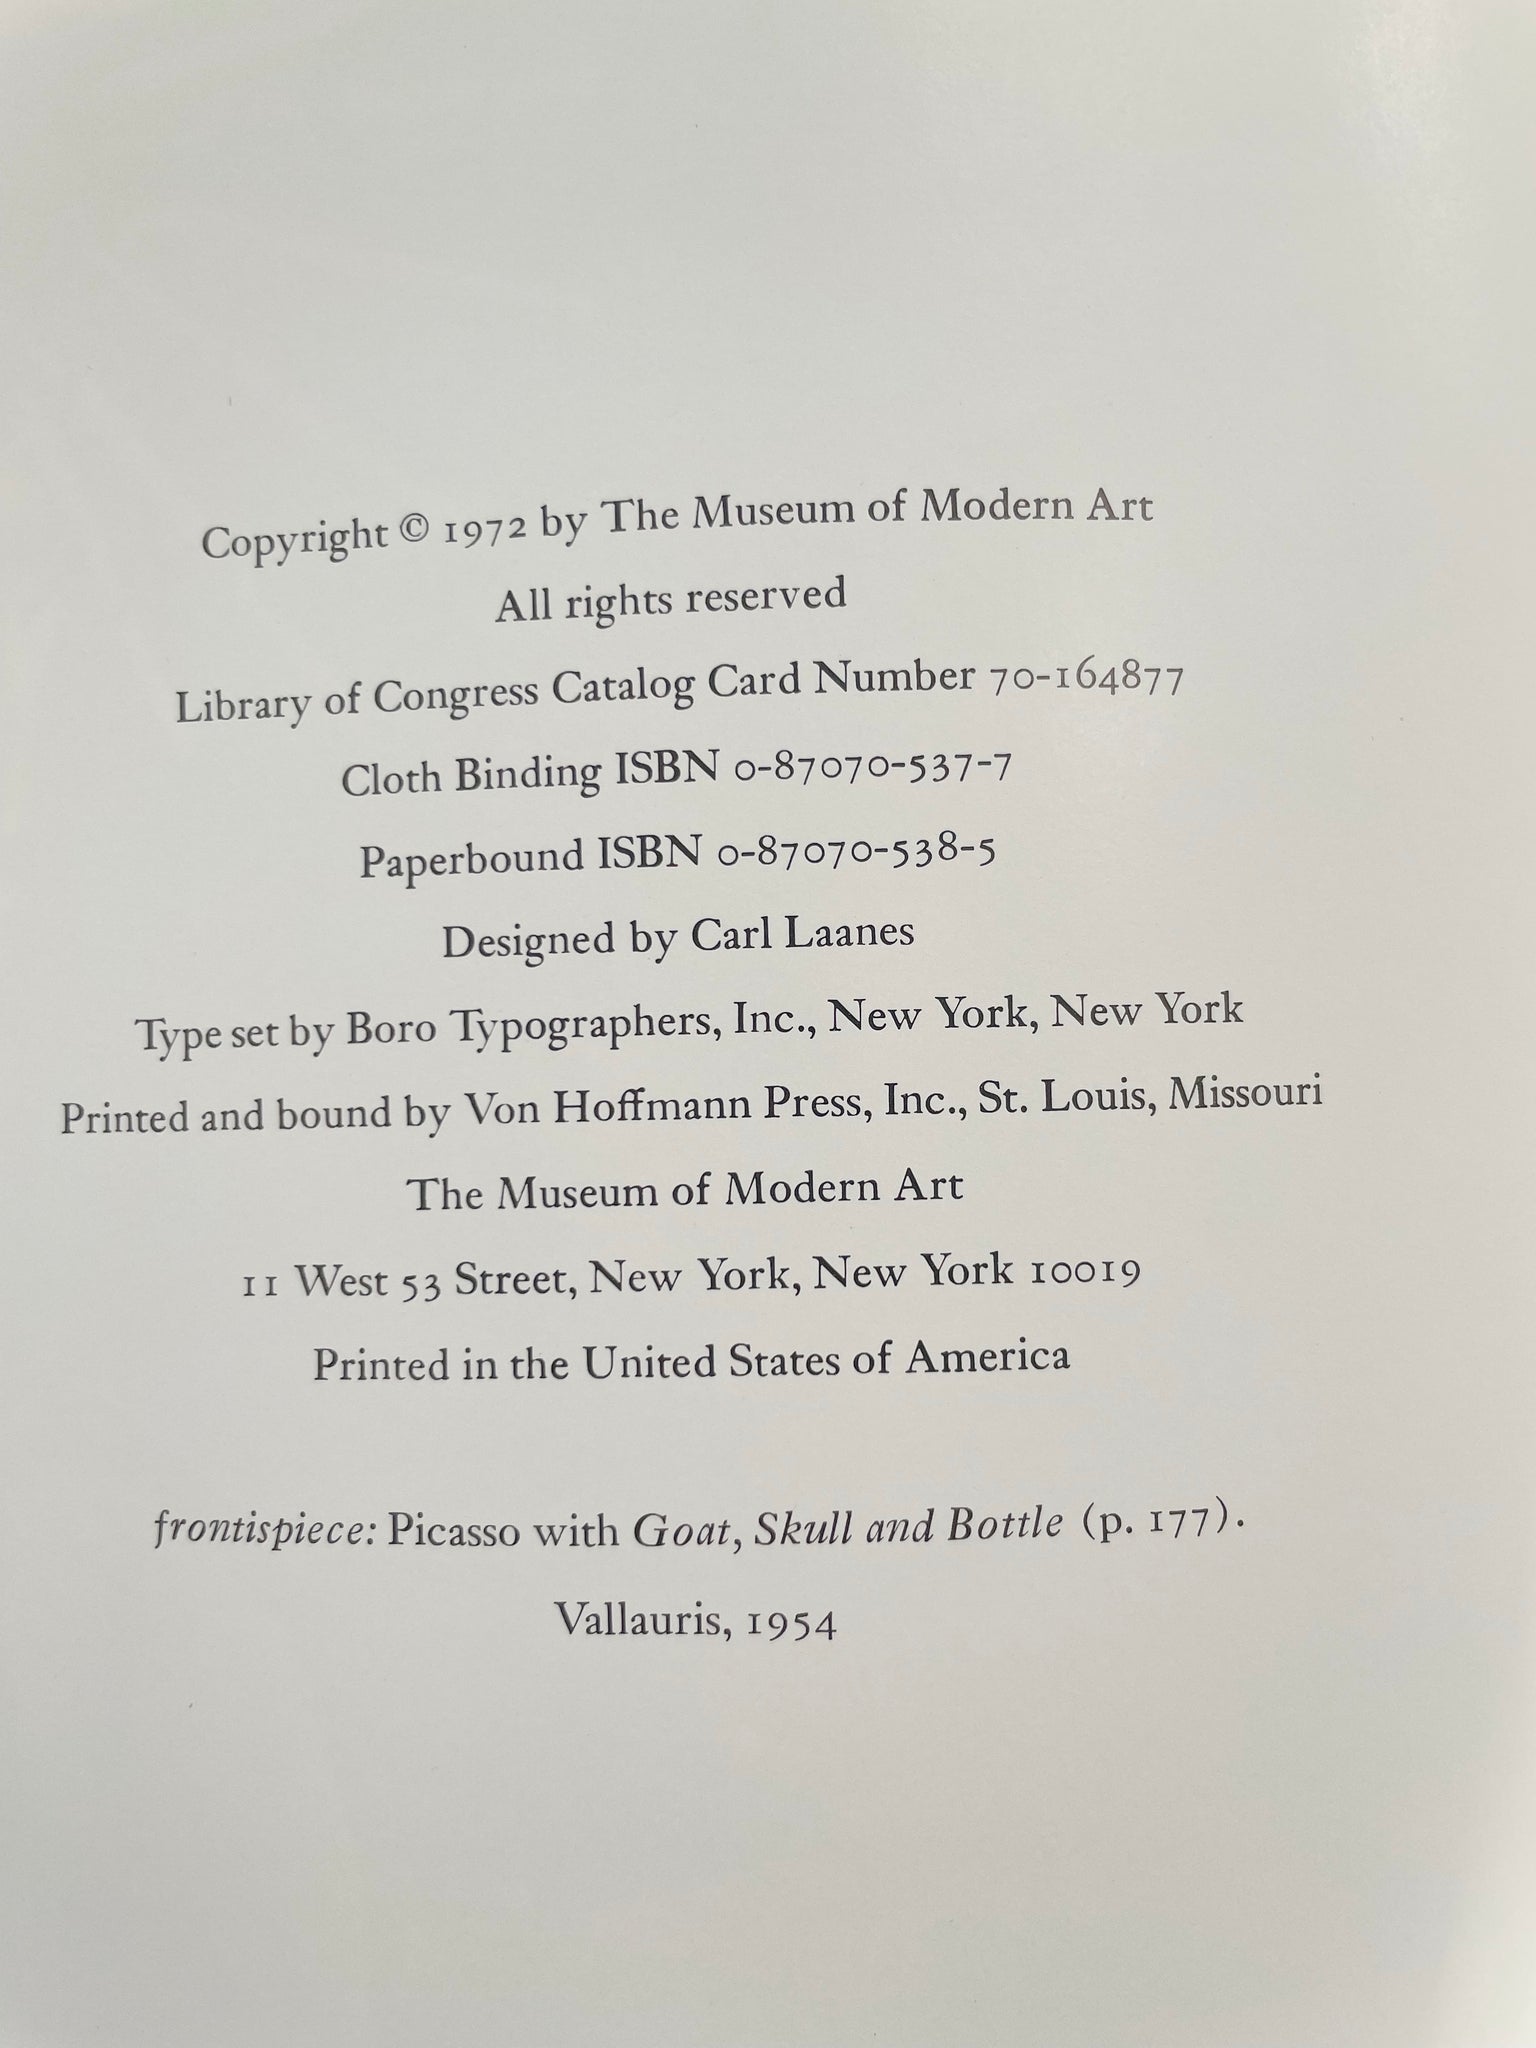 Copyright © 1972 by The Museum of Modern Art
All rights reserved
Library of Congress Catalog Card Number 70-164877
Cloth Binding ISBN 0-87070-537-7
Paperbound ISBN 0-87070-538-5
Designed by Carl Laanes
Type set by Boro Typographers, Inc., New York, New York
Printed and bound by Von Hoffmann Press, Inc., St. Louis, Missouri
The Museum of Modern Art
11 West 53 Street, New York, New York 10019
Printed in the United States of America
frontispiece: Picasso with Goat, Skull and Bottle (p. 177).
Vallauris, 1954